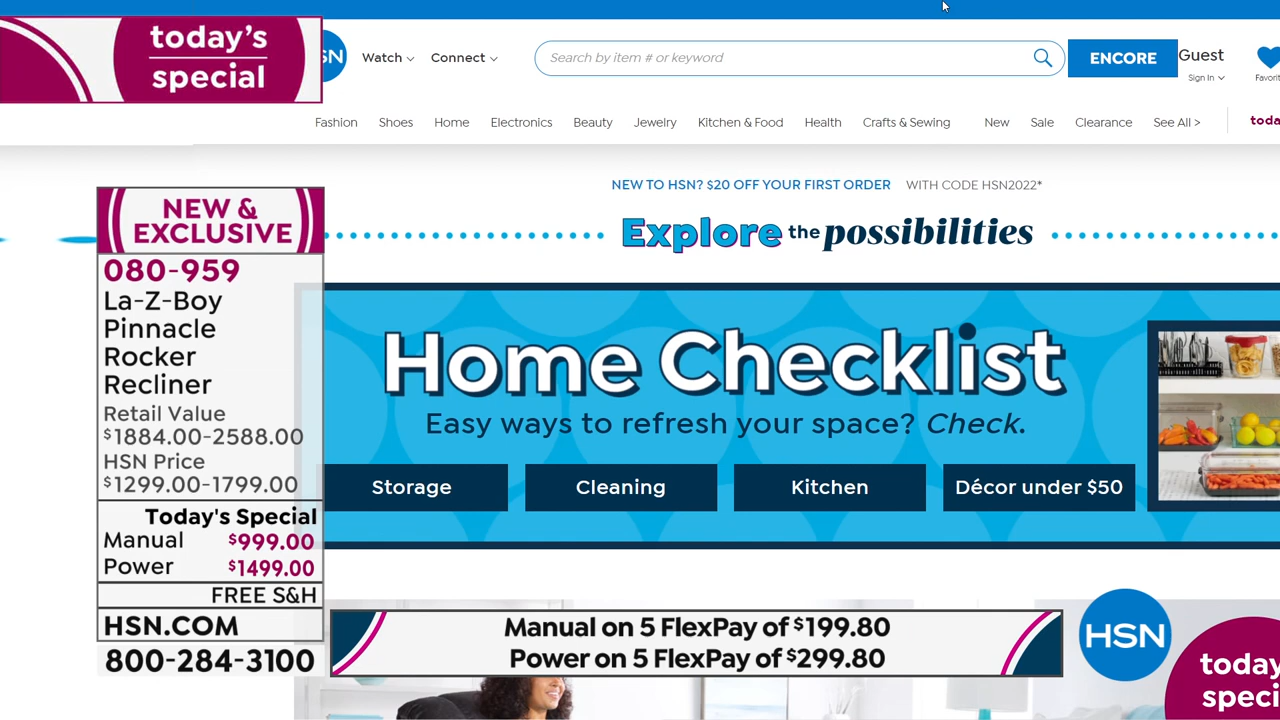 today's
special
SN
Watch
Connect
Search by item # or keyword
ENCORE
Guest
Sign In
Favorit
Fashion
Shoes
Home
Electronics
Beauty
Jewelry
Kitchen & Food
Health
Crafts & Sewing
New
Sale
Clearance
See All >
toda
NEW TO HSN? $20 OFF YOUR FIRST ORDER WITH CODE HSN2022*
Explore the possibilities
NEW &
EXCLUSIVE
080-959
La-Z-Boy
Pinnacle
Rocker
Recliner
Retail Value
$1884.00-2588.00
HSN Price
$1299.00-1799.00
Today's Special
Manual $999.00
Power $1499.00
FREE S&H
HSN.COM
800-284-3100
Home Checklist
Easy ways to refresh your space? Check.
Storage
Cleaning
Kitchen
Décor under $50
Manual on 5 FlexPay of $199.80
Power on 5 FlexPay of $299.80
HSN
today
speci